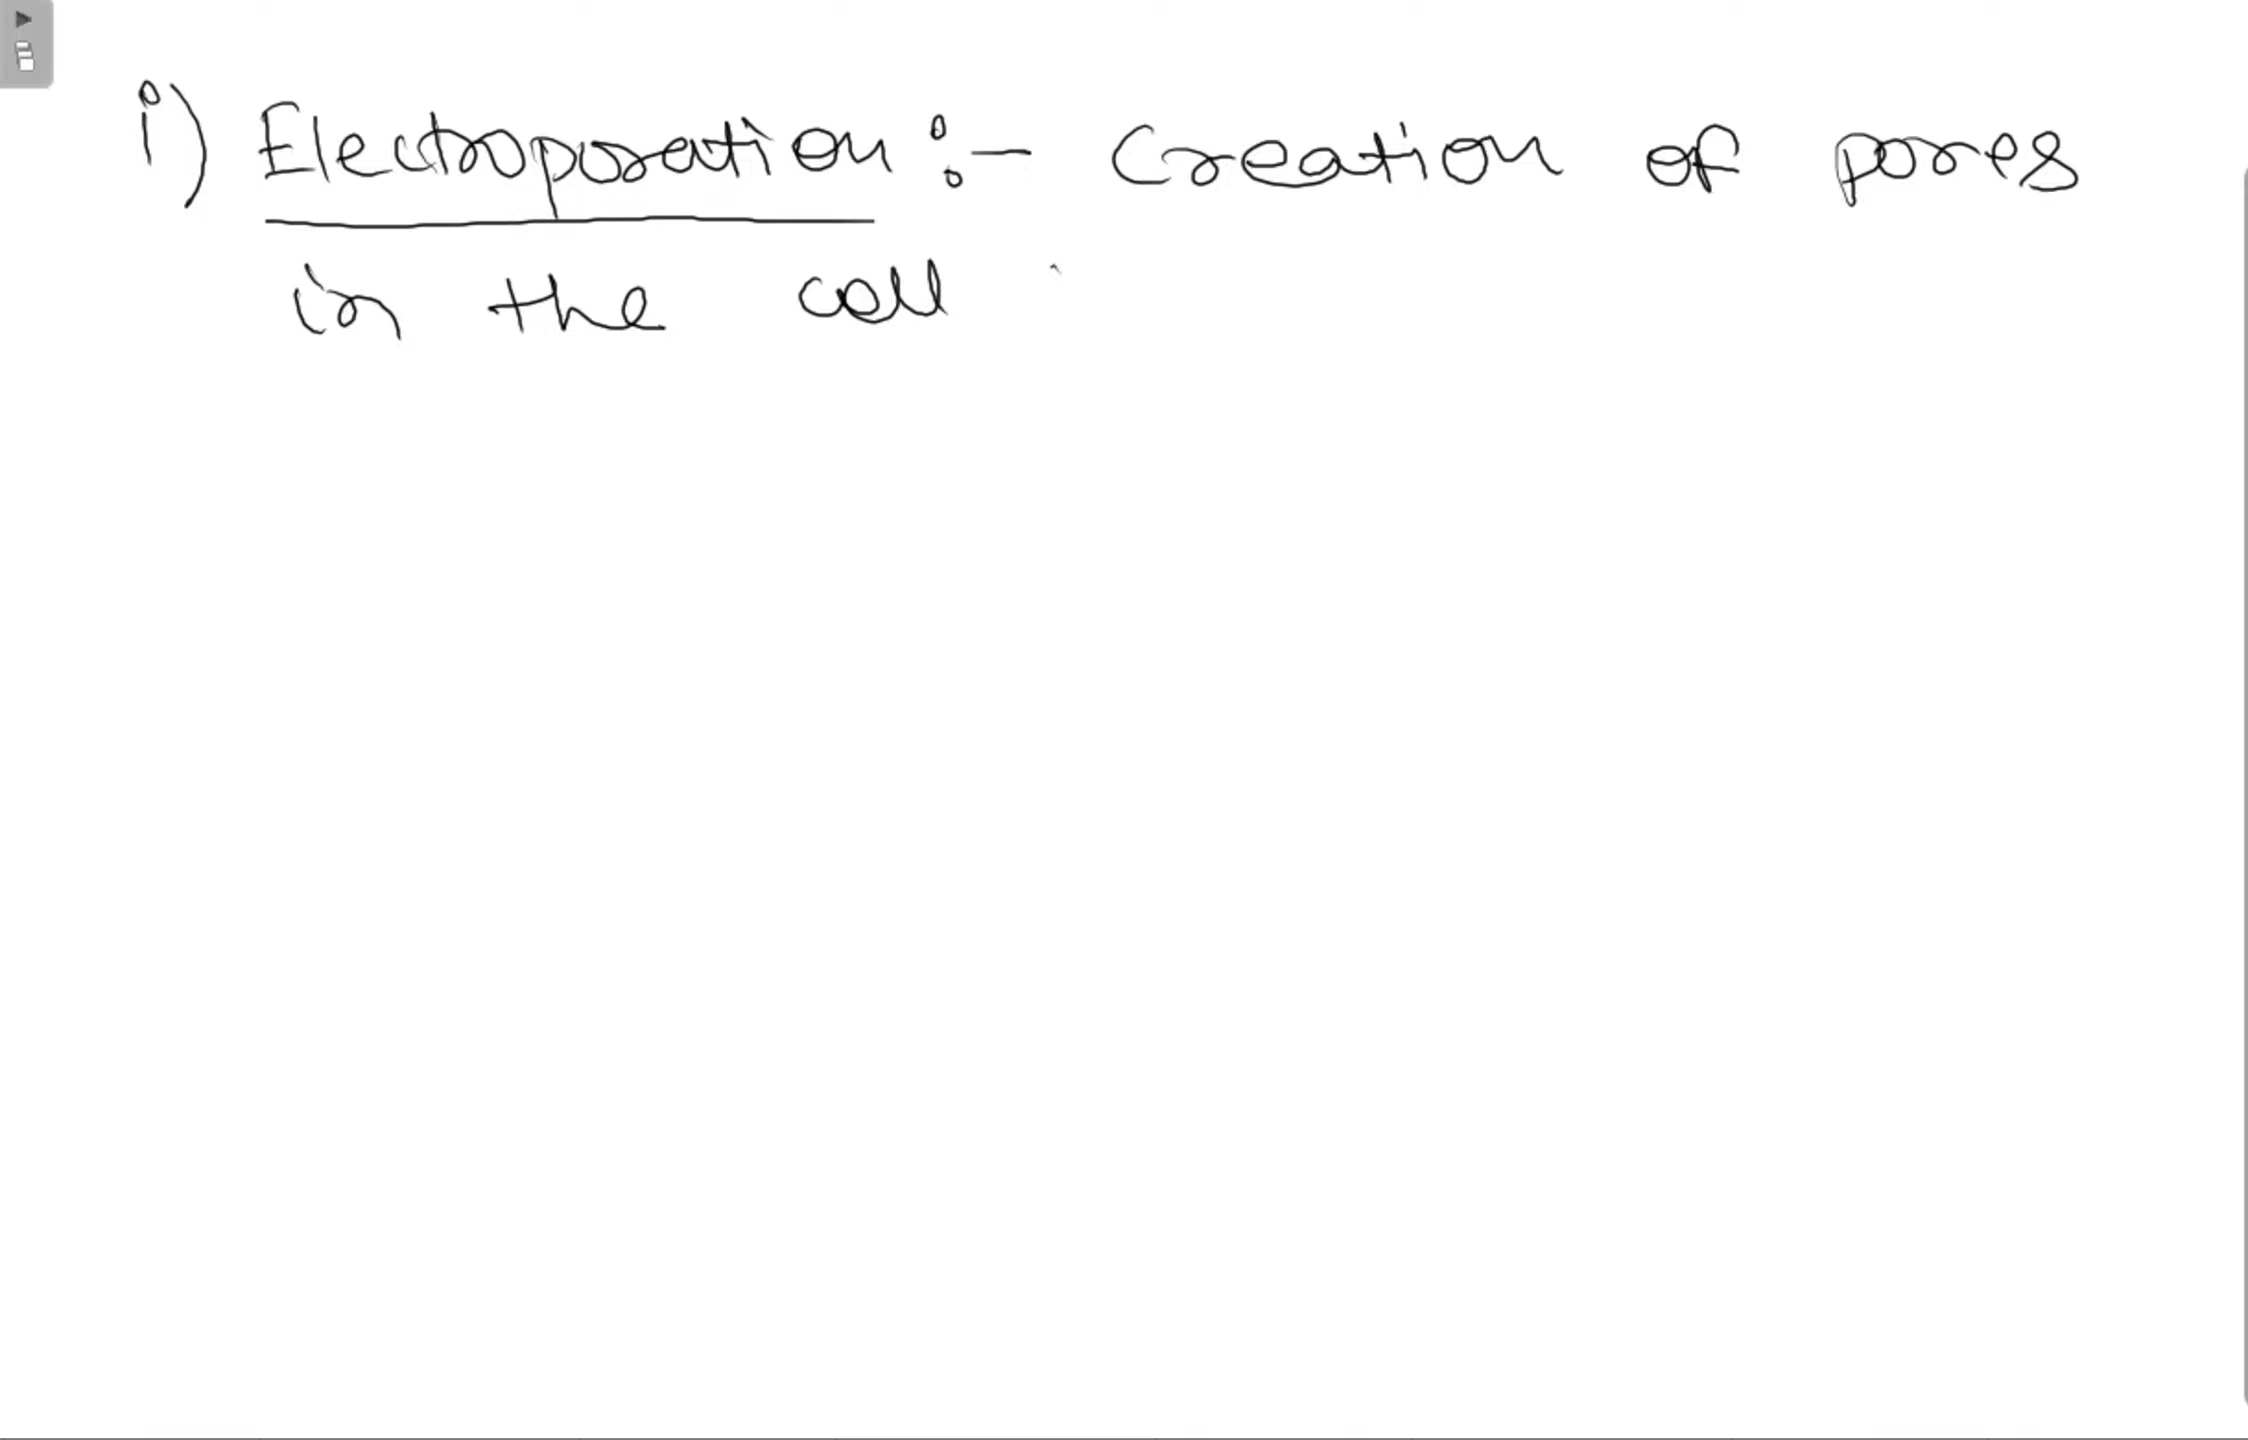 i) Electroporation :- Creation of pores
in the cell